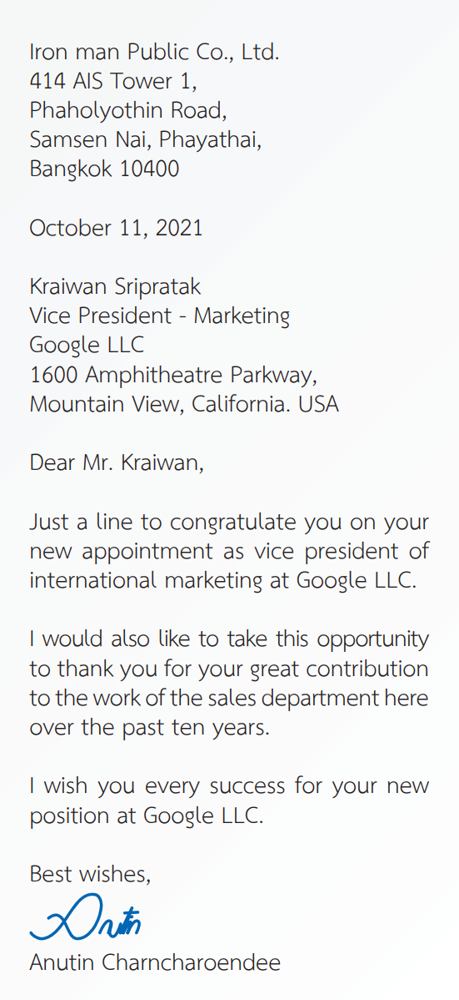 Iron man Public Co., Ltd.
414 AIS Tower 1,
Phaholyothin Road,
Samsen Nai, Phayathai,
Bangkok 10400
October 11, 2021
Kraiwan Sripratak
Vice President - Marketing
Google LLC
1600 Amphitheatre Parkway,
Mountain View, California. USA
Dear Mr. Kraiwan,
Just a line to congratulate you on your
new appointment as vice president of
international marketing at Google LLC.
I would also like to take this opportunity
to thank you for your great contribution
to the work of the sales department here
over the past ten years.
I wish you every success for your new
position at Google LLC.
Best wishes,
Anutin
Anutin Charncharoendee